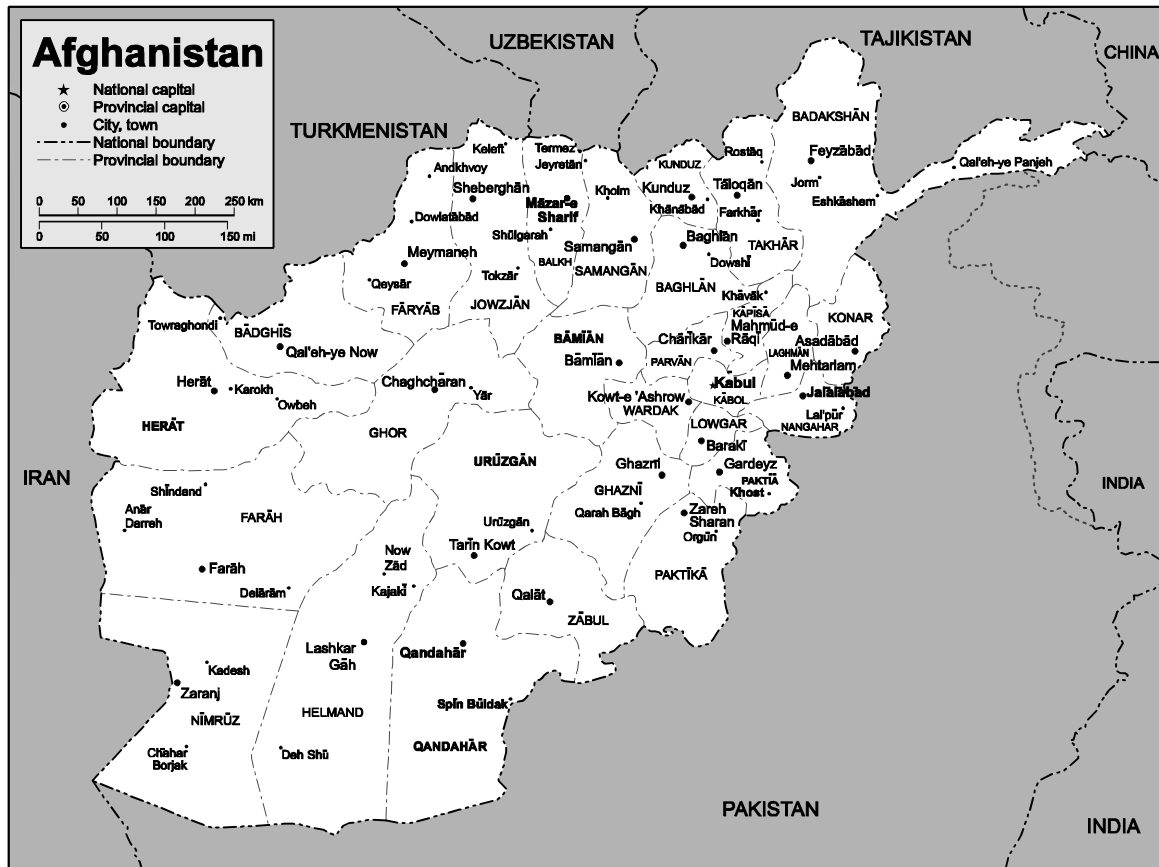 Afghanistan
National capital
Provincial capital
City, town
National boundary
Provincial boundary
0 50 100 150 200 250 km
0 50 100 150 mi
UZBEKISTAN
TAJIKISTAN
CHINA
TURKMENISTAN
BADAKSHĀN
Keleft
Termez
Jeyretān
Andkhvoy
KUNDUZ
Rostāq
Feyzābād
Qal'eh-ye Panjeh
Sheberghān
Māzar-e
Sharif
Kholm
Kunduz
Tāloqān
Jorm
Eshkāshem
Khānābād
Farkhār
Dowlatābād
Shūlgarah
Samangān
Baghlān
TAKHĀR
Meymaneh
Dowshī
Tokzār
BALKH
SAMANGĀN
Qeysār
BAGHLĀN
Khāvāk
FĀRYĀB
JOWZJĀN
KĀPĪSĀ
KONAR
Towraghondi
BĀDGHĪS
BĀMĪĀN
Chārīkār
Mahmūd-e
Rāqī
Asadābād
Qal'eh-ye Now
LAGHMĀN
Bāmīān
PARVĀN
Mehtarlam
Herāt
Karokh
Chaghcharān
Yār
Kabul
Owbeh
Kowt-e 'Ashrow
KĀBOL
Jalālābād
WARDAK
Lal'pūr
HERĀT
GHOR
LOWGAR
NANGAHĀR
Barakī
IRAN
URŪZGĀN
Ghaznī
Gardeyz
PAKTĪĀ
INDIA
Shīndand
GHAZNĪ
Khost
Anār
Darreh
FARĀH
Qarah Bāgh
Zareh
Sharan
Urūzgān
Orgūn
Now
Zād
Tarīn Kowt
Farāh
PAKTĪKĀ
Delārām
Kajakī
Qalāt
ZĀBUL
Lashkar
Gāh
Qandahār
Kadesh
Zaranj
Spīn Būldak
NĪMRŪZ
HELMAND
QANDAHĀR
Chahar
Borjak
Deh Shū
PAKISTAN
INDIA